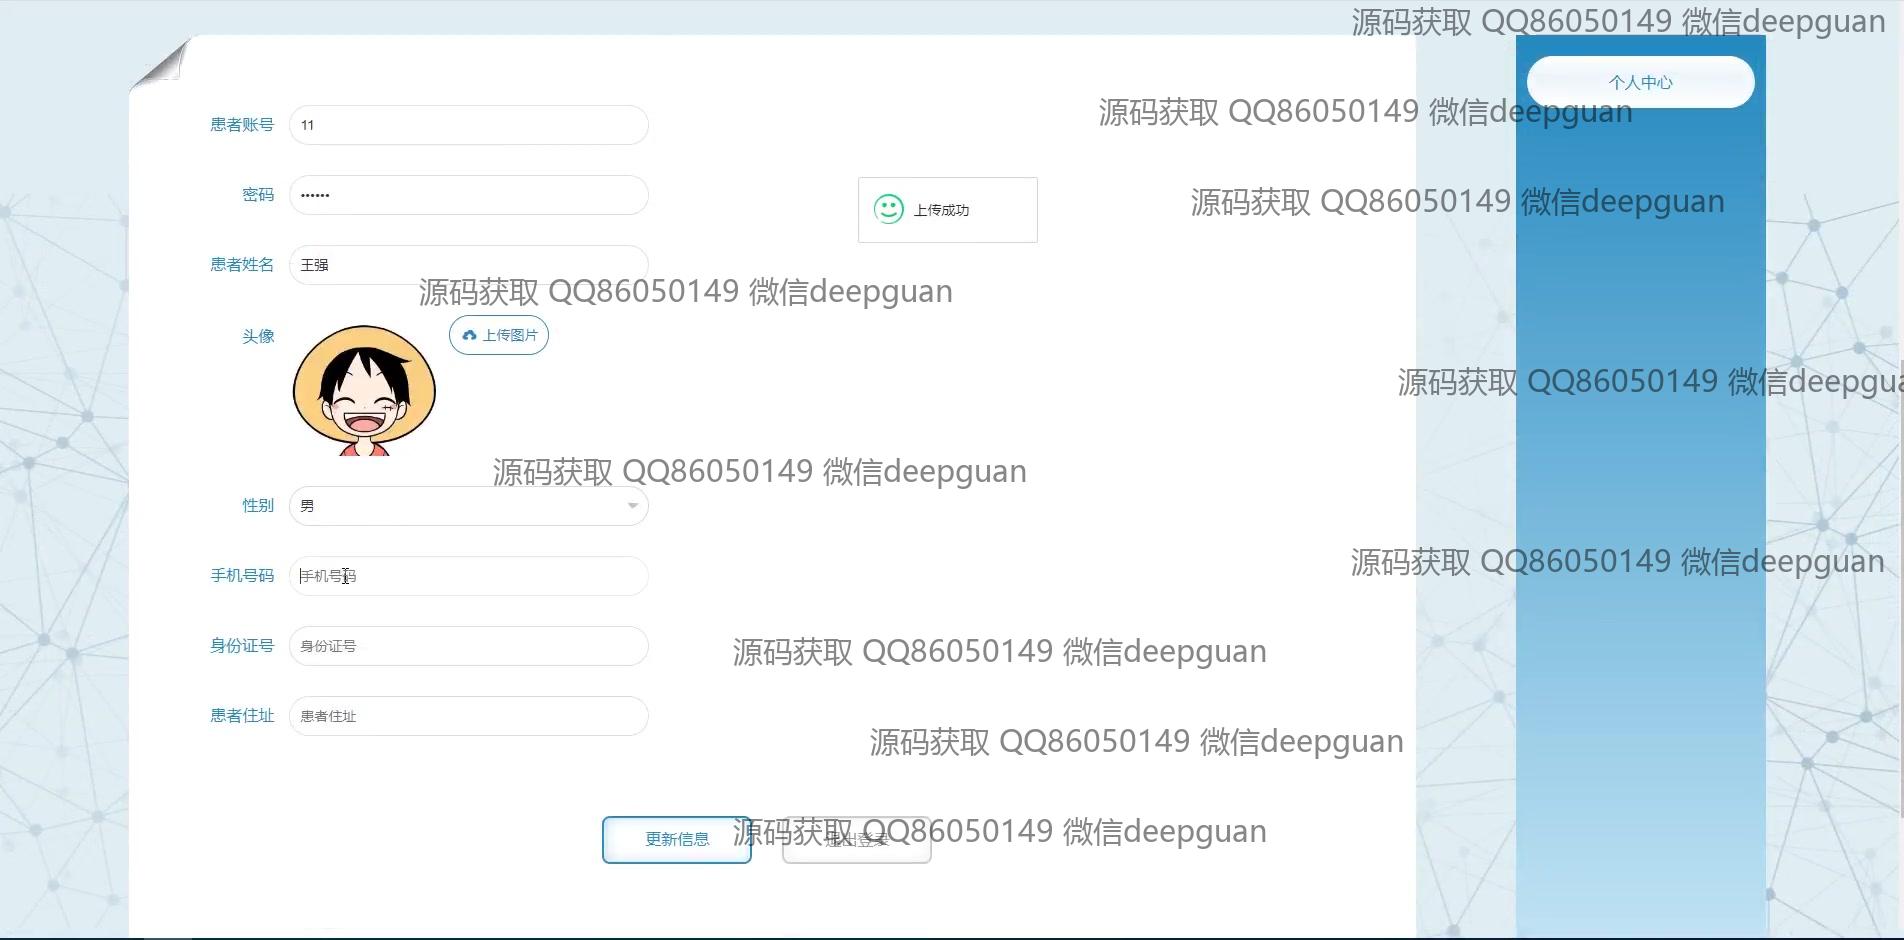 源码获取 QQ86050149 微信deepguan
个人中心
源码获取 QQ86050149 微信deepguan
患者账号 11
密码 ••••••
源码获取 QQ86050149 微信deepguan
上传成功
患者姓名 王强
源码获取 QQ86050149 微信deepguan
头像 上传图片
源码获取 QQ86050149 微信deepgua
源码获取 QQ86050149 微信deepguan
性别 男
源码获取 QQ86050149 微信deepguan
手机号码 手机号码
身份证号 身份证号
源码获取 QQ86050149 微信deepguan
患者住址 患者住址
源码获取 QQ86050149 微信deepguan
源码获取 QQ86050149 微信deepguan
更新信息 退出登录